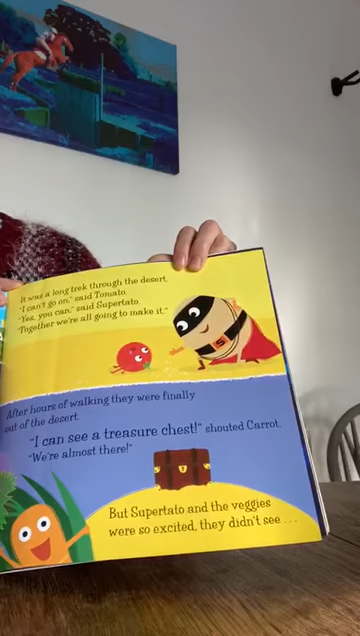 It was a long trek through the desert.
"I can't go on," said Tomato.
"Yes, you can," said Supertato.
"Together we're all going to make it."
S
After hours of walking they were finally
out of the desert.
"I can see a treasure chest!" shouted Carrot.
"We're almost there!"
But Supertato and the veggies
were so excited, they didn't see . . .